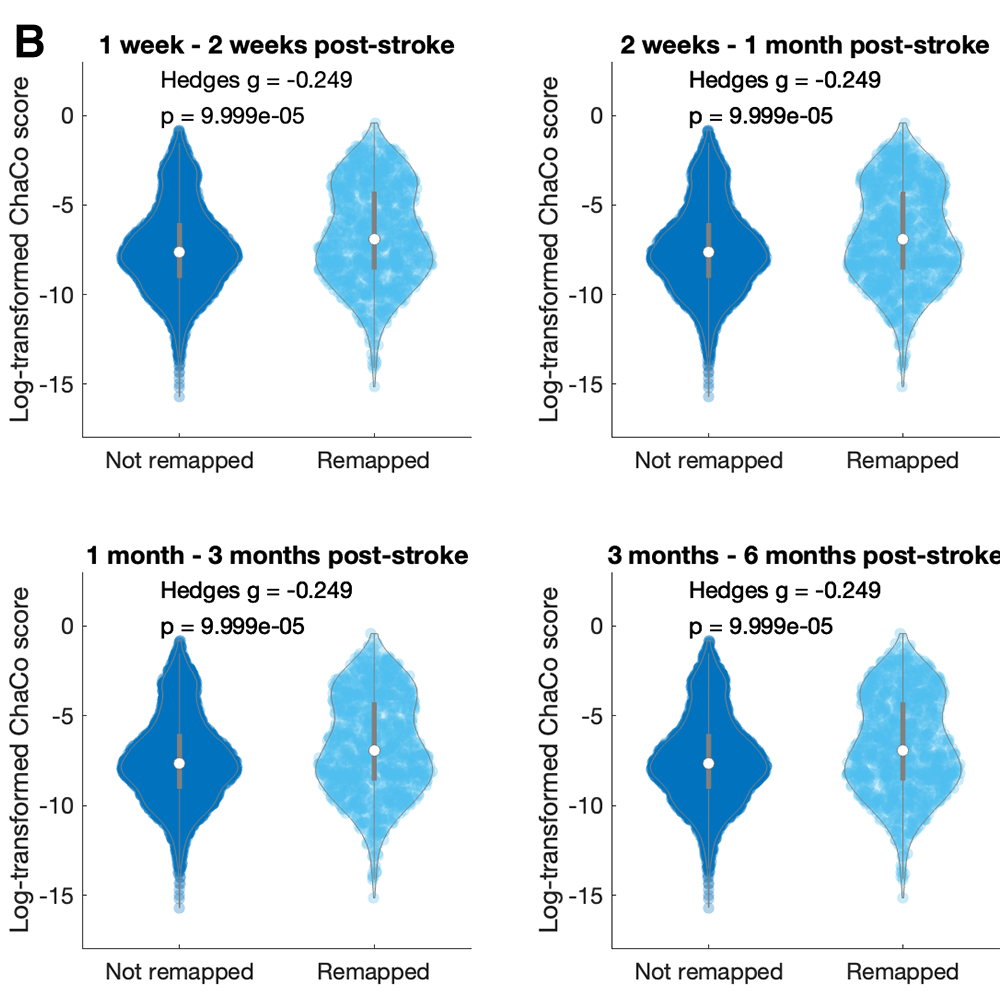 B
1 week - 2 weeks post-stroke
Hedges g = -0.249
p = 9.999e-05
Log-transformed ChaCo score
0
-5
-10
-15
Not remapped
Remapped
2 weeks - 1 month post-stroke
Hedges g = -0.249
p = 9.999e-05
Log-transformed ChaCo score
0
-5
-10
-15
Not remapped
Remapped
1 month - 3 months post-stroke
Hedges g = -0.249
p = 9.999e-05
Log-transformed ChaCo score
0
-5
-10
-15
Not remapped
Remapped
3 months - 6 months post-stroke
Hedges g = -0.249
p = 9.999e-05
Log-transformed ChaCo score
0
-5
-10
-15
Not remapped
Remapped